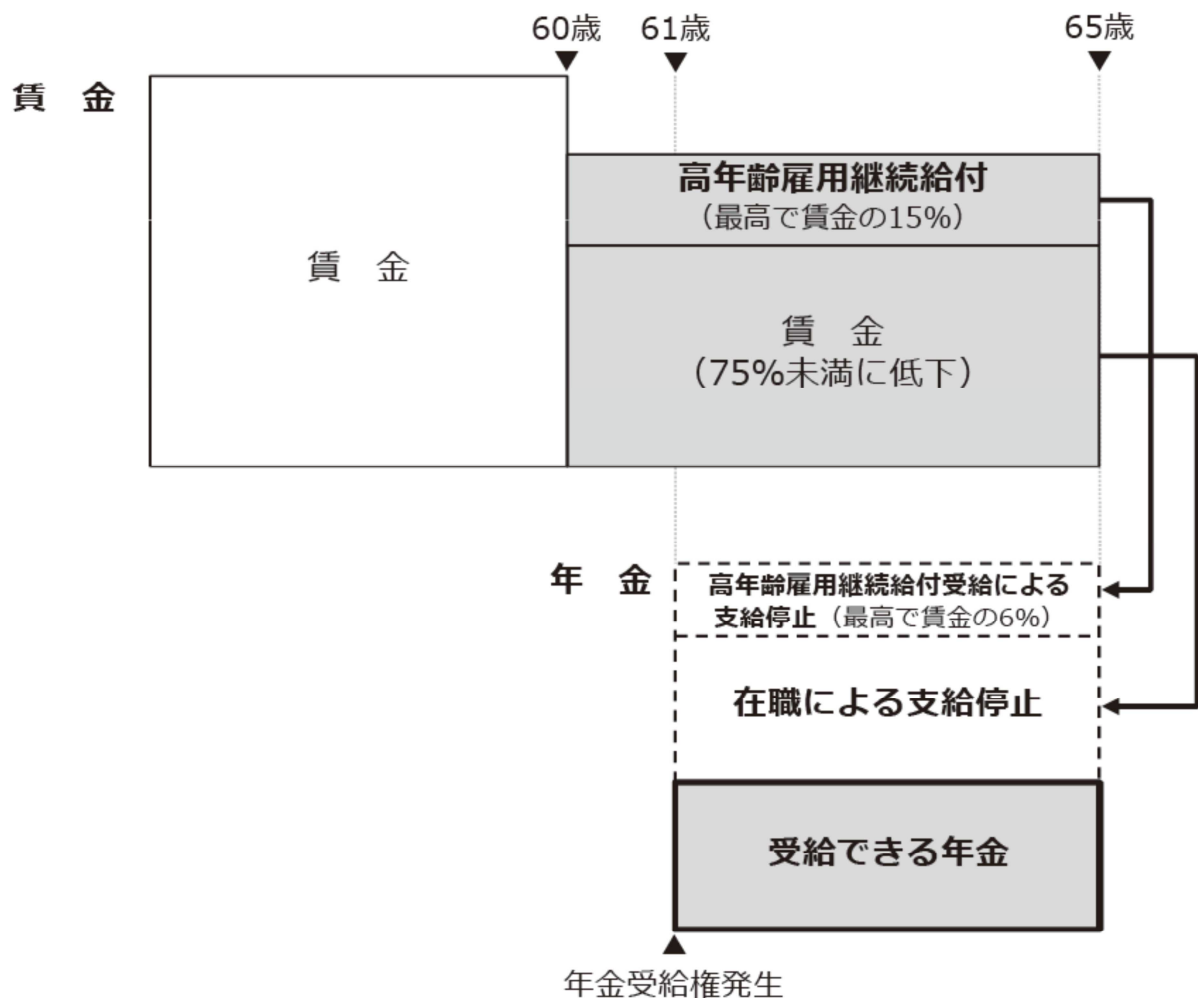 60歳 61歳 65歳
賃 金
高年齢雇用継続給付
（最高で賃金の15%）
賃 金
賃 金
（75%未満に低下）
年 金
高年齢雇用継続給付受給による
支給停止（最高で賃金の6%）
在職による支給停止
受給できる年金
年金受給権発生